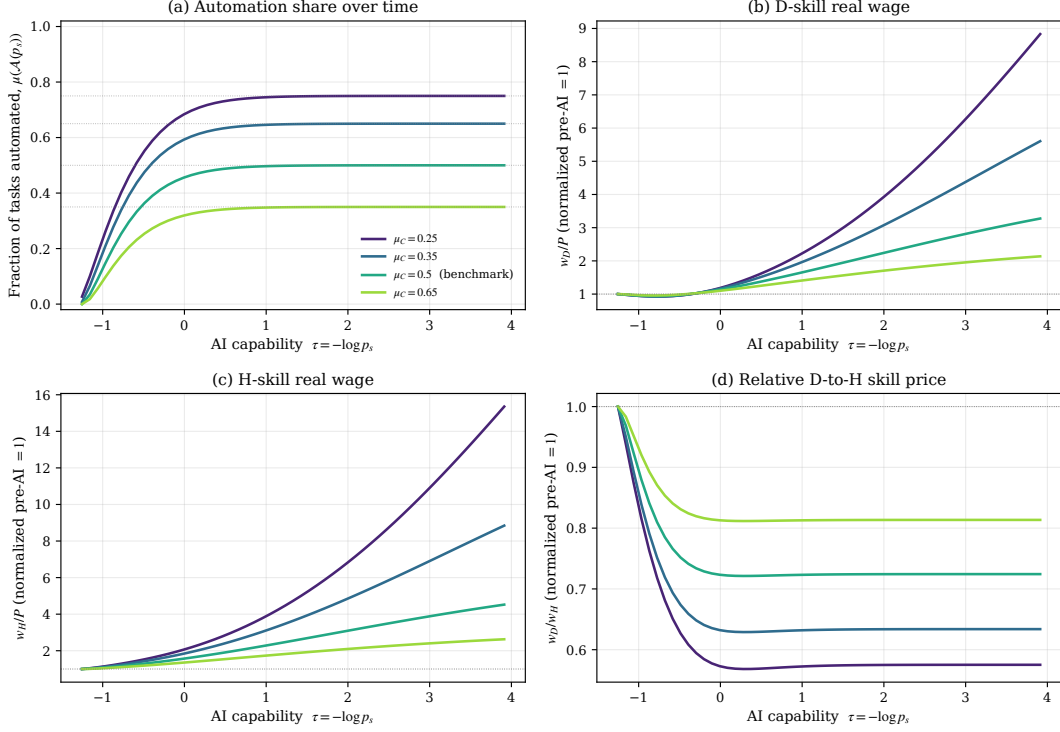 (a) Automation share over time
Fraction of tasks automated, μ(𝒜(pₛ))
1.0
0.8
0.6
0.4
0.2
0.0
μ_C = 0.25
μ_C = 0.35
μ_C = 0.5 (benchmark)
μ_C = 0.65
−1 0 1 2 3 4
AI capability τ = −log pₛ
(b) D-skill real wage
w_D/P (normalized pre-AI = 1)
9
8
7
6
5
4
3
2
1
−1 0 1 2 3 4
AI capability τ = −log pₛ
(c) H-skill real wage
w_H/P (normalized pre-AI = 1)
16
14
12
10
8
6
4
2
−1 0 1 2 3 4
AI capability τ = −log pₛ
(d) Relative D-to-H skill price
w_D/w_H (normalized pre-AI = 1)
1.0
0.9
0.8
0.7
0.6
−1 0 1 2 3 4
AI capability τ = −log pₛ